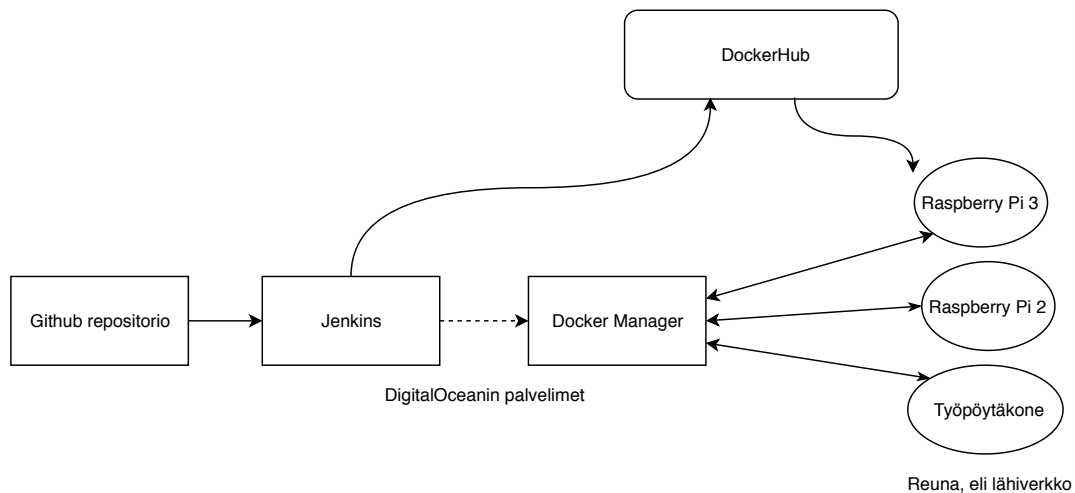 DockerHub
Raspberry Pi 3
Github repositorio
Jenkins
Docker Manager
Raspberry Pi 2
DigitalOceanin palvelimet
Työpöytäkone
Reuna, eli lähiverkko